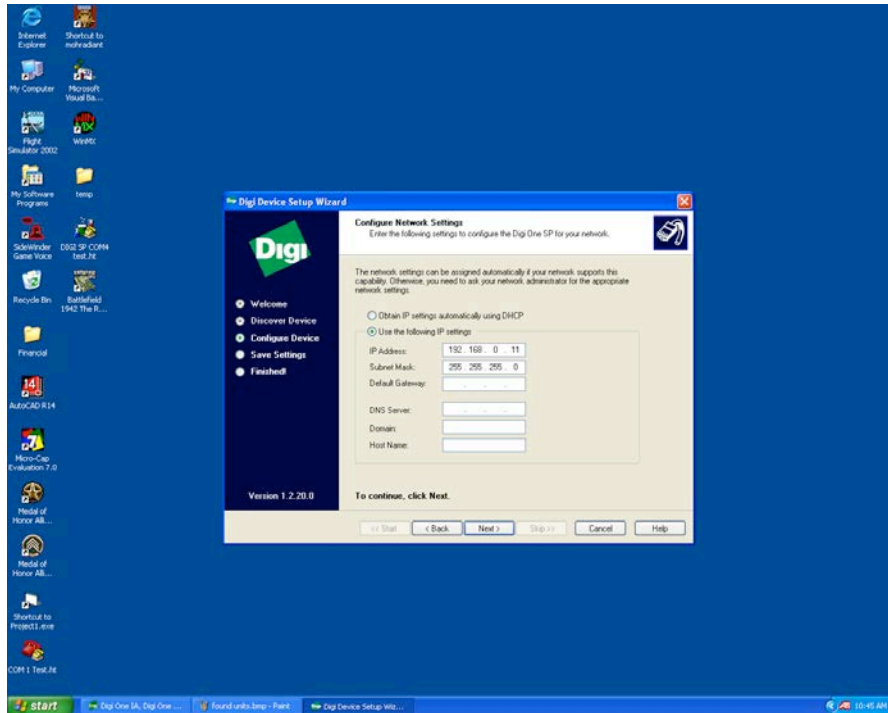 Internet Explorer
Shortcut to mohradiant
My Computer
Microsoft Visual Ba...
Flight Simulator 2002
WinMX
My Software Programs
temp
SideWinder Game Voice
DIGI SP COM4 test.ht
Recycle Bin
Battlefield 1942 The R...
Financial
AutoCAD R14
Micro-Cap Evaluation 7.0
Medal of Honor All...
Medal of Honor All...
Shortcut to Project1.exe
COM 1 Test.ht
Digi Device Setup Wizard
Digi
Welcome
Discover Device
Configure Device
Save Settings
Finished!
Version 1.2.20.0
Configure Network Settings
Enter the following settings to configure the Digi One SP for your network.
The network settings can be assigned automatically if your network supports this
capability. Otherwise, you need to ask your network administrator for the appropriate
network settings.
Obtain IP settings automatically using DHCP
Use the following IP settings
IP Address: 192 . 168 . 0 . 11
Subnet Mask: 255 . 255 . 255 . 0
Default Gateway: . . .
DNS Server: . . .
Domain:
Host Name:
To continue, click Next.
<< Start < Back Next > Skip >> Cancel Help
start Digi One IA, Digi One ... found units.bmp - Paint Digi Device Setup Wiz... 10:45 AM